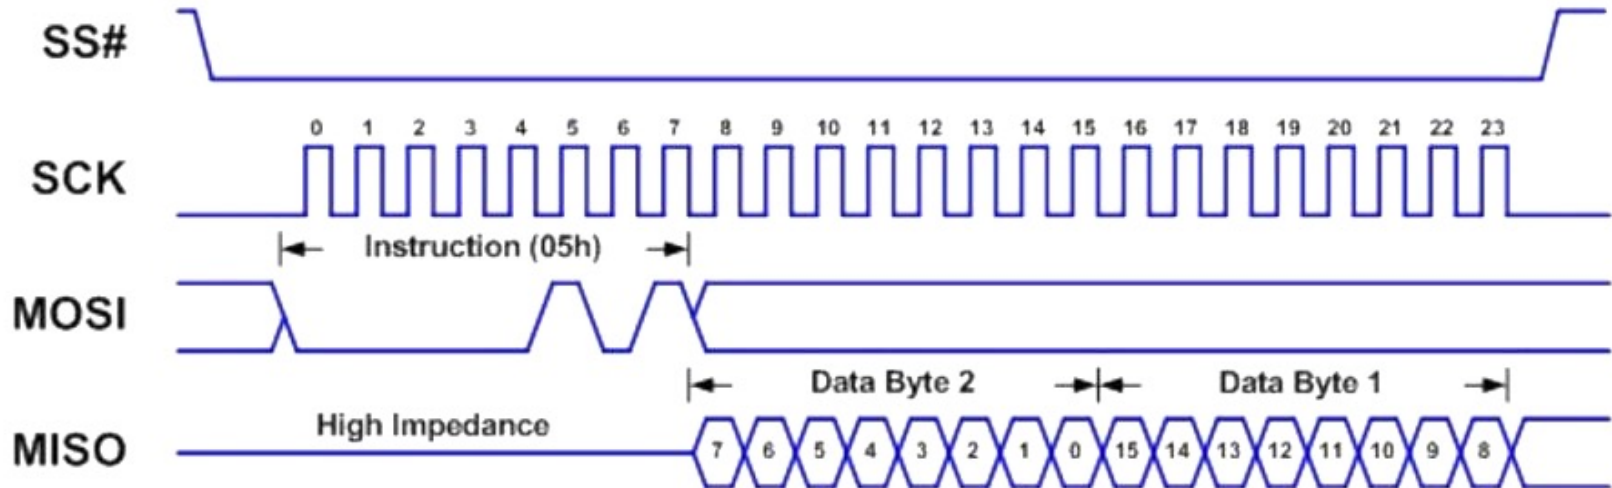 SS#
0 1 2 3 4 5 6 7 8 9 10 11 12 13 14 15 16 17 18 19 20 21 22 23
SCK
Instruction (05h)
MOSI
Data Byte 2 Data Byte 1
High Impedance
MISO
7 6 5 4 3 2 1 0 15 14 13 12 11 10 9 8